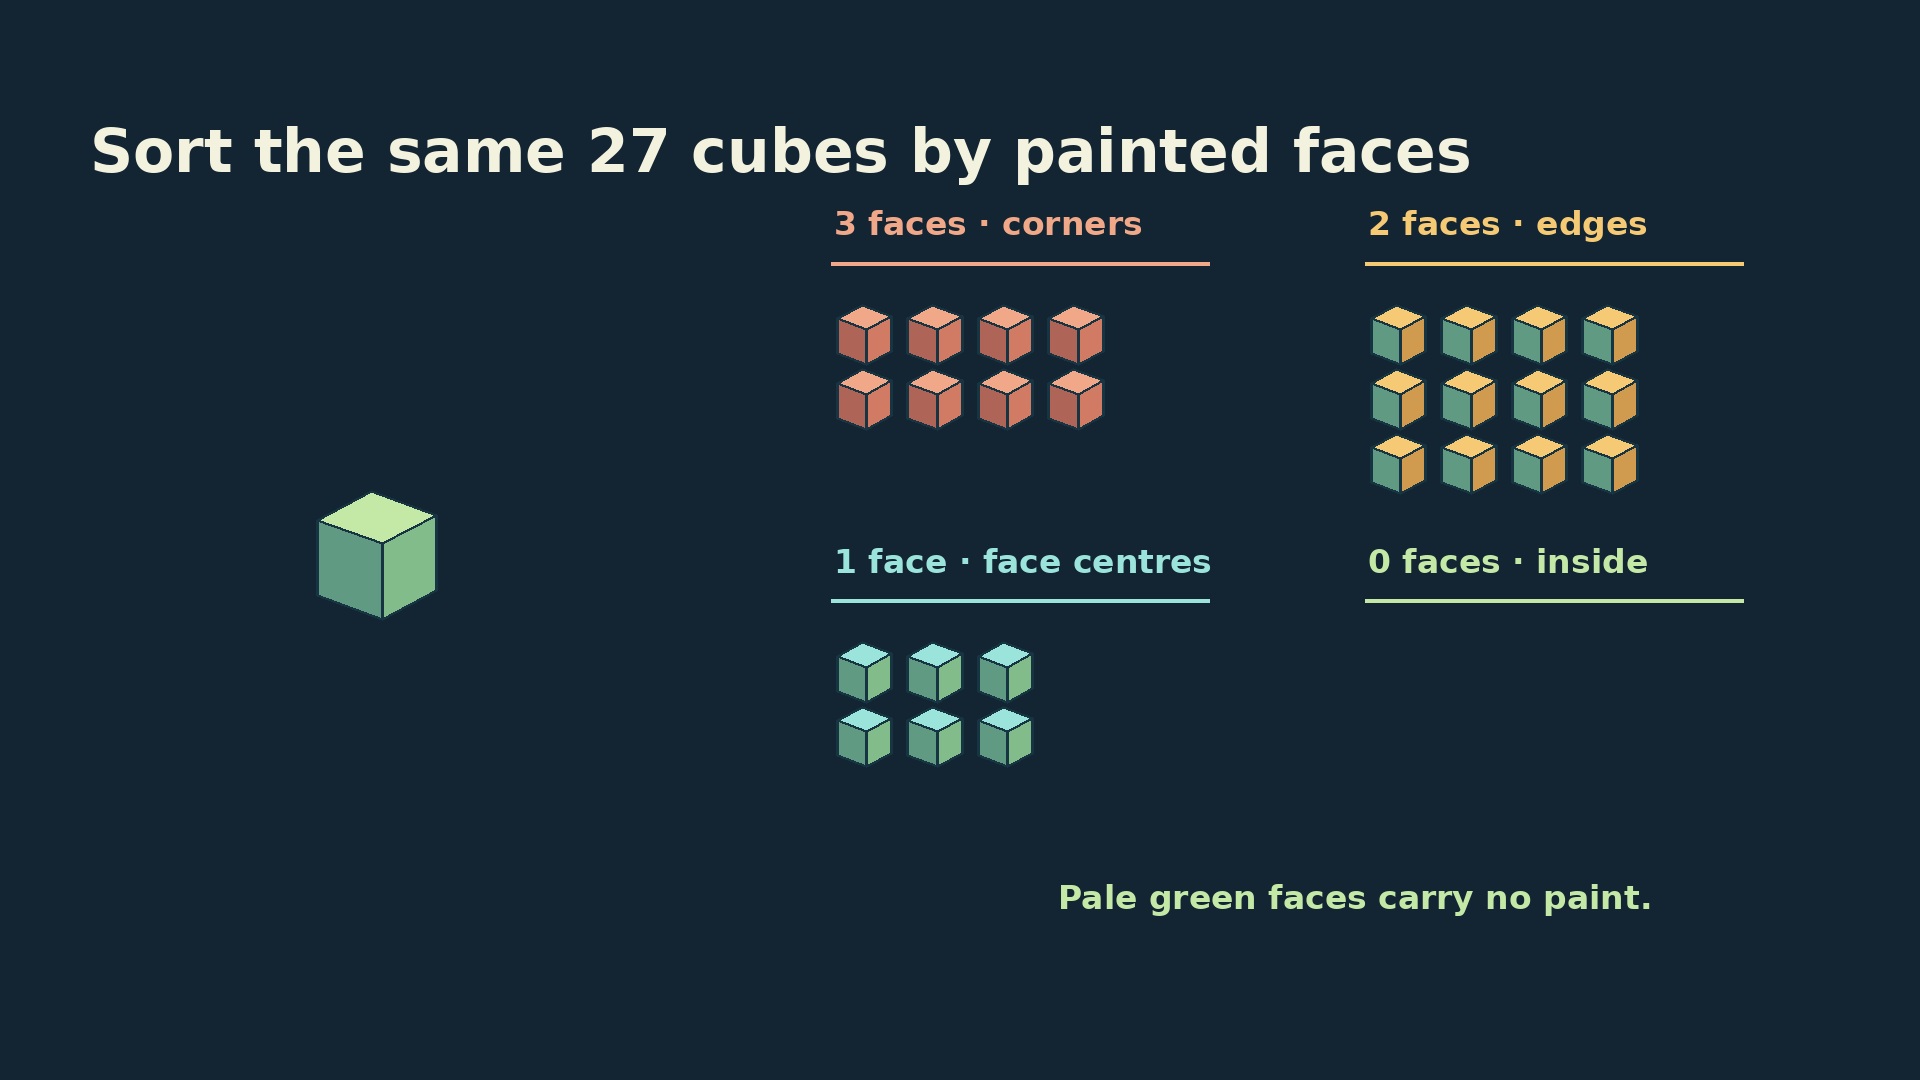 Sort the same 27 cubes by painted faces
3 faces · corners
2 faces · edges
1 face · face centres
0 faces · inside
Pale green faces carry no paint.